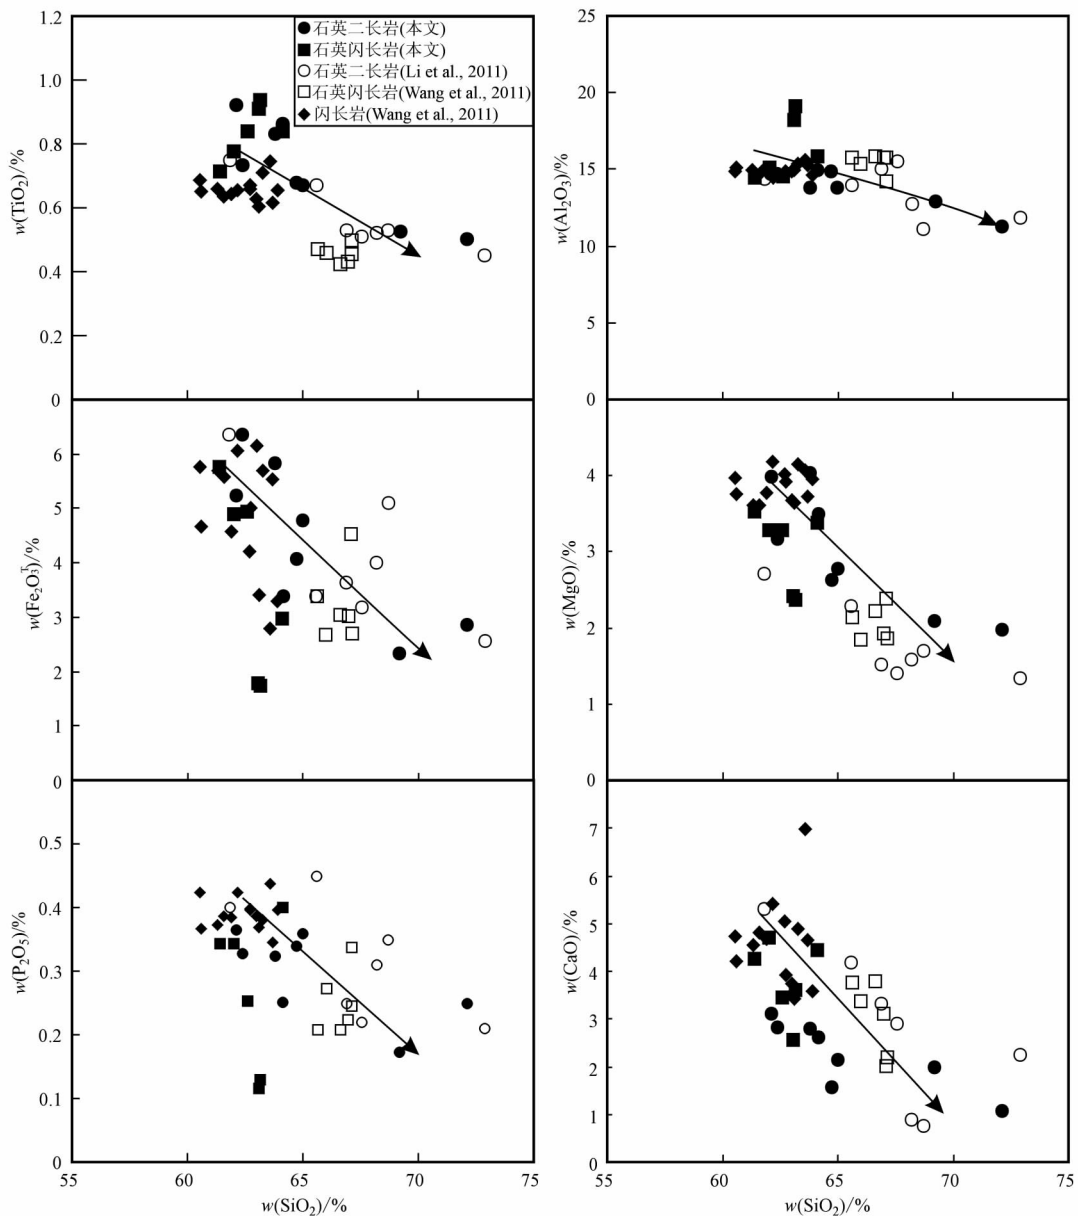 1.2
1.0
0.8
0.6
0.4
0.2
0
w(TiO₂)/%
●石英二长岩(本文)
■石英闪长岩(本文)
○石英二长岩(Li et al., 2011)
□石英闪长岩(Wang et al., 2011)
◆闪长岩(Wang et al., 2011)
25
20
15
10
5
0
w(Al₂O₃)/%
6
5
4
3
2
1
0
w(Fe₂O₃ᵀ)/%
4
3
2
1
0
w(MgO)/%
0.5
0.4
0.3
0.2
0.1
0
w(P₂O₅)/%
55 60 65 70 75
w(SiO₂)/%
7
6
5
4
3
2
1
0
w(CaO)/%
55 60 65 70 75
w(SiO₂)/%